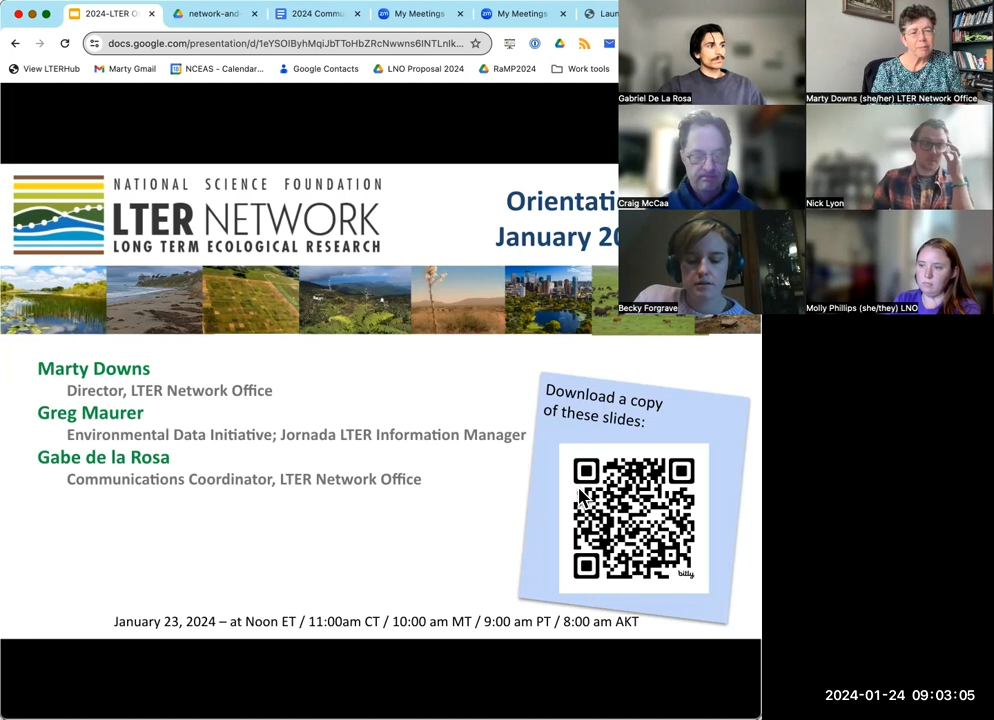 2024-LTER O
network-and-
2024 Commu
My Meetings
My Meetings
Laun
docs.google.com/presentation/d/1eYSOIByhMqiJbTToHbZRcNwwns6INTLnlk...
View LTERHub
Marty Gmail
NCEAS - Calendar...
Google Contacts
LNO Proposal 2024
RaMP2024
Work tools
Gabriel De La Rosa
Marty Downs (she/her) LTER Network Office
Craig McCaa
Nick Lyon
Becky Forgrave
Molly Phillips (she/they) LNO
NATIONAL SCIENCE FOUNDATION
LTER NETWORK
LONG TERM ECOLOGICAL RESEARCH
Orientati
January 20
Marty Downs
Director, LTER Network Office
Greg Maurer
Environmental Data Initiative; Jornada LTER Information Manager
Gabe de la Rosa
Communications Coordinator, LTER Network Office
Download a copy
of these slides:
bitly
January 23, 2024 – at Noon ET / 11:00am CT / 10:00 am MT / 9:00 am PT / 8:00 am AKT
2024-01-24 09:03:05